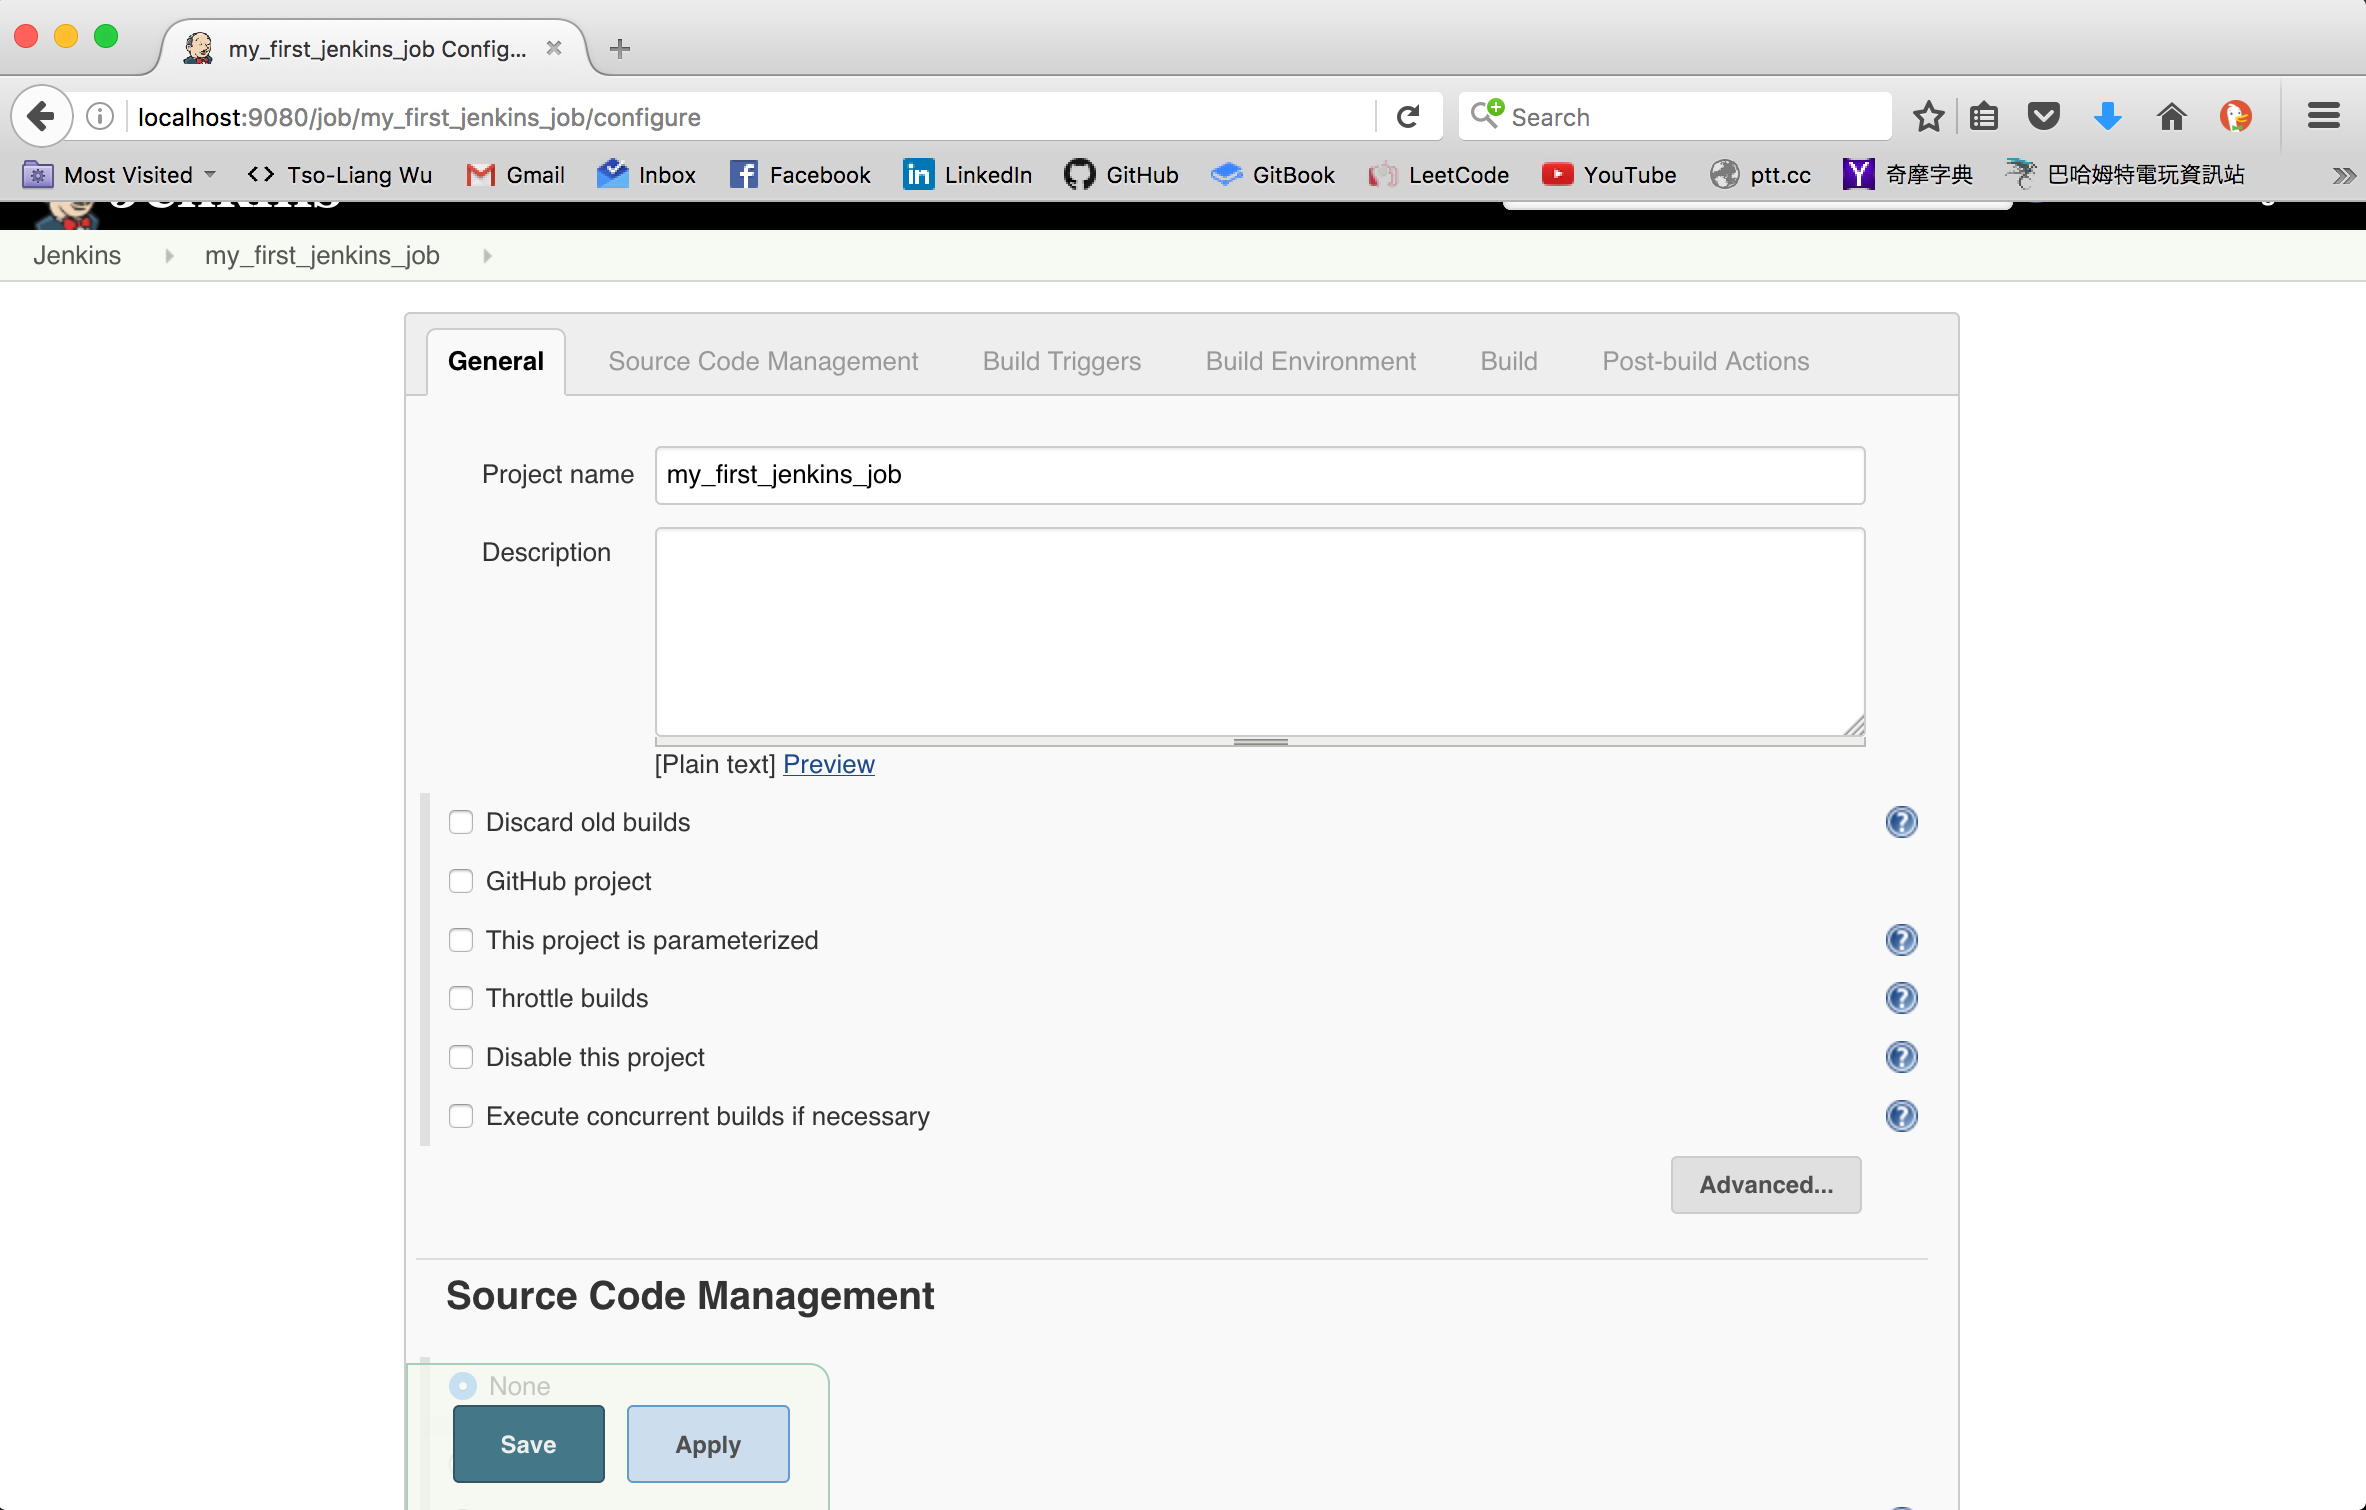 my_first_jenkins_job Config...
localhost:9080/job/my_first_jenkins_job/configure
Search
Most Visited <> Tso-Liang Wu Gmail Inbox Facebook LinkedIn GitHub GitBook LeetCode YouTube ptt.cc 奇摩字典 巴哈姆特電玩資訊站
Jenkins
Jenkins my_first_jenkins_job
General Source Code Management Build Triggers Build Environment Build Post-build Actions
Project name my_first_jenkins_job
Description
[Plain text] Preview
Discard old builds
GitHub project
This project is parameterized
Throttle builds
Disable this project
Execute concurrent builds if necessary
Advanced...
Source Code Management
None
Save Apply